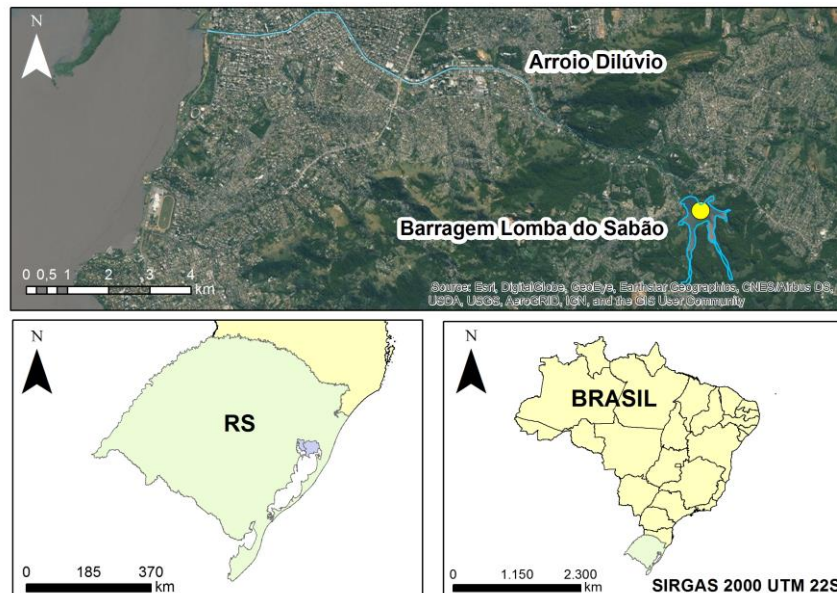 N
Arroio Dilúvio
Barragem Lomba do Sabão
0 0,5 1 2 3 4
km
Source: Esri, DigitalGlobe, GeoEye, Earthstar Geographics, CNES/Airbus DS,
USDA, USGS, AeroGRID, IGN, and the GIS User Community
N
RS
0 185 370
km
N
BRASIL
0 1.150 2.300
km
SIRGAS 2000 UTM 22S